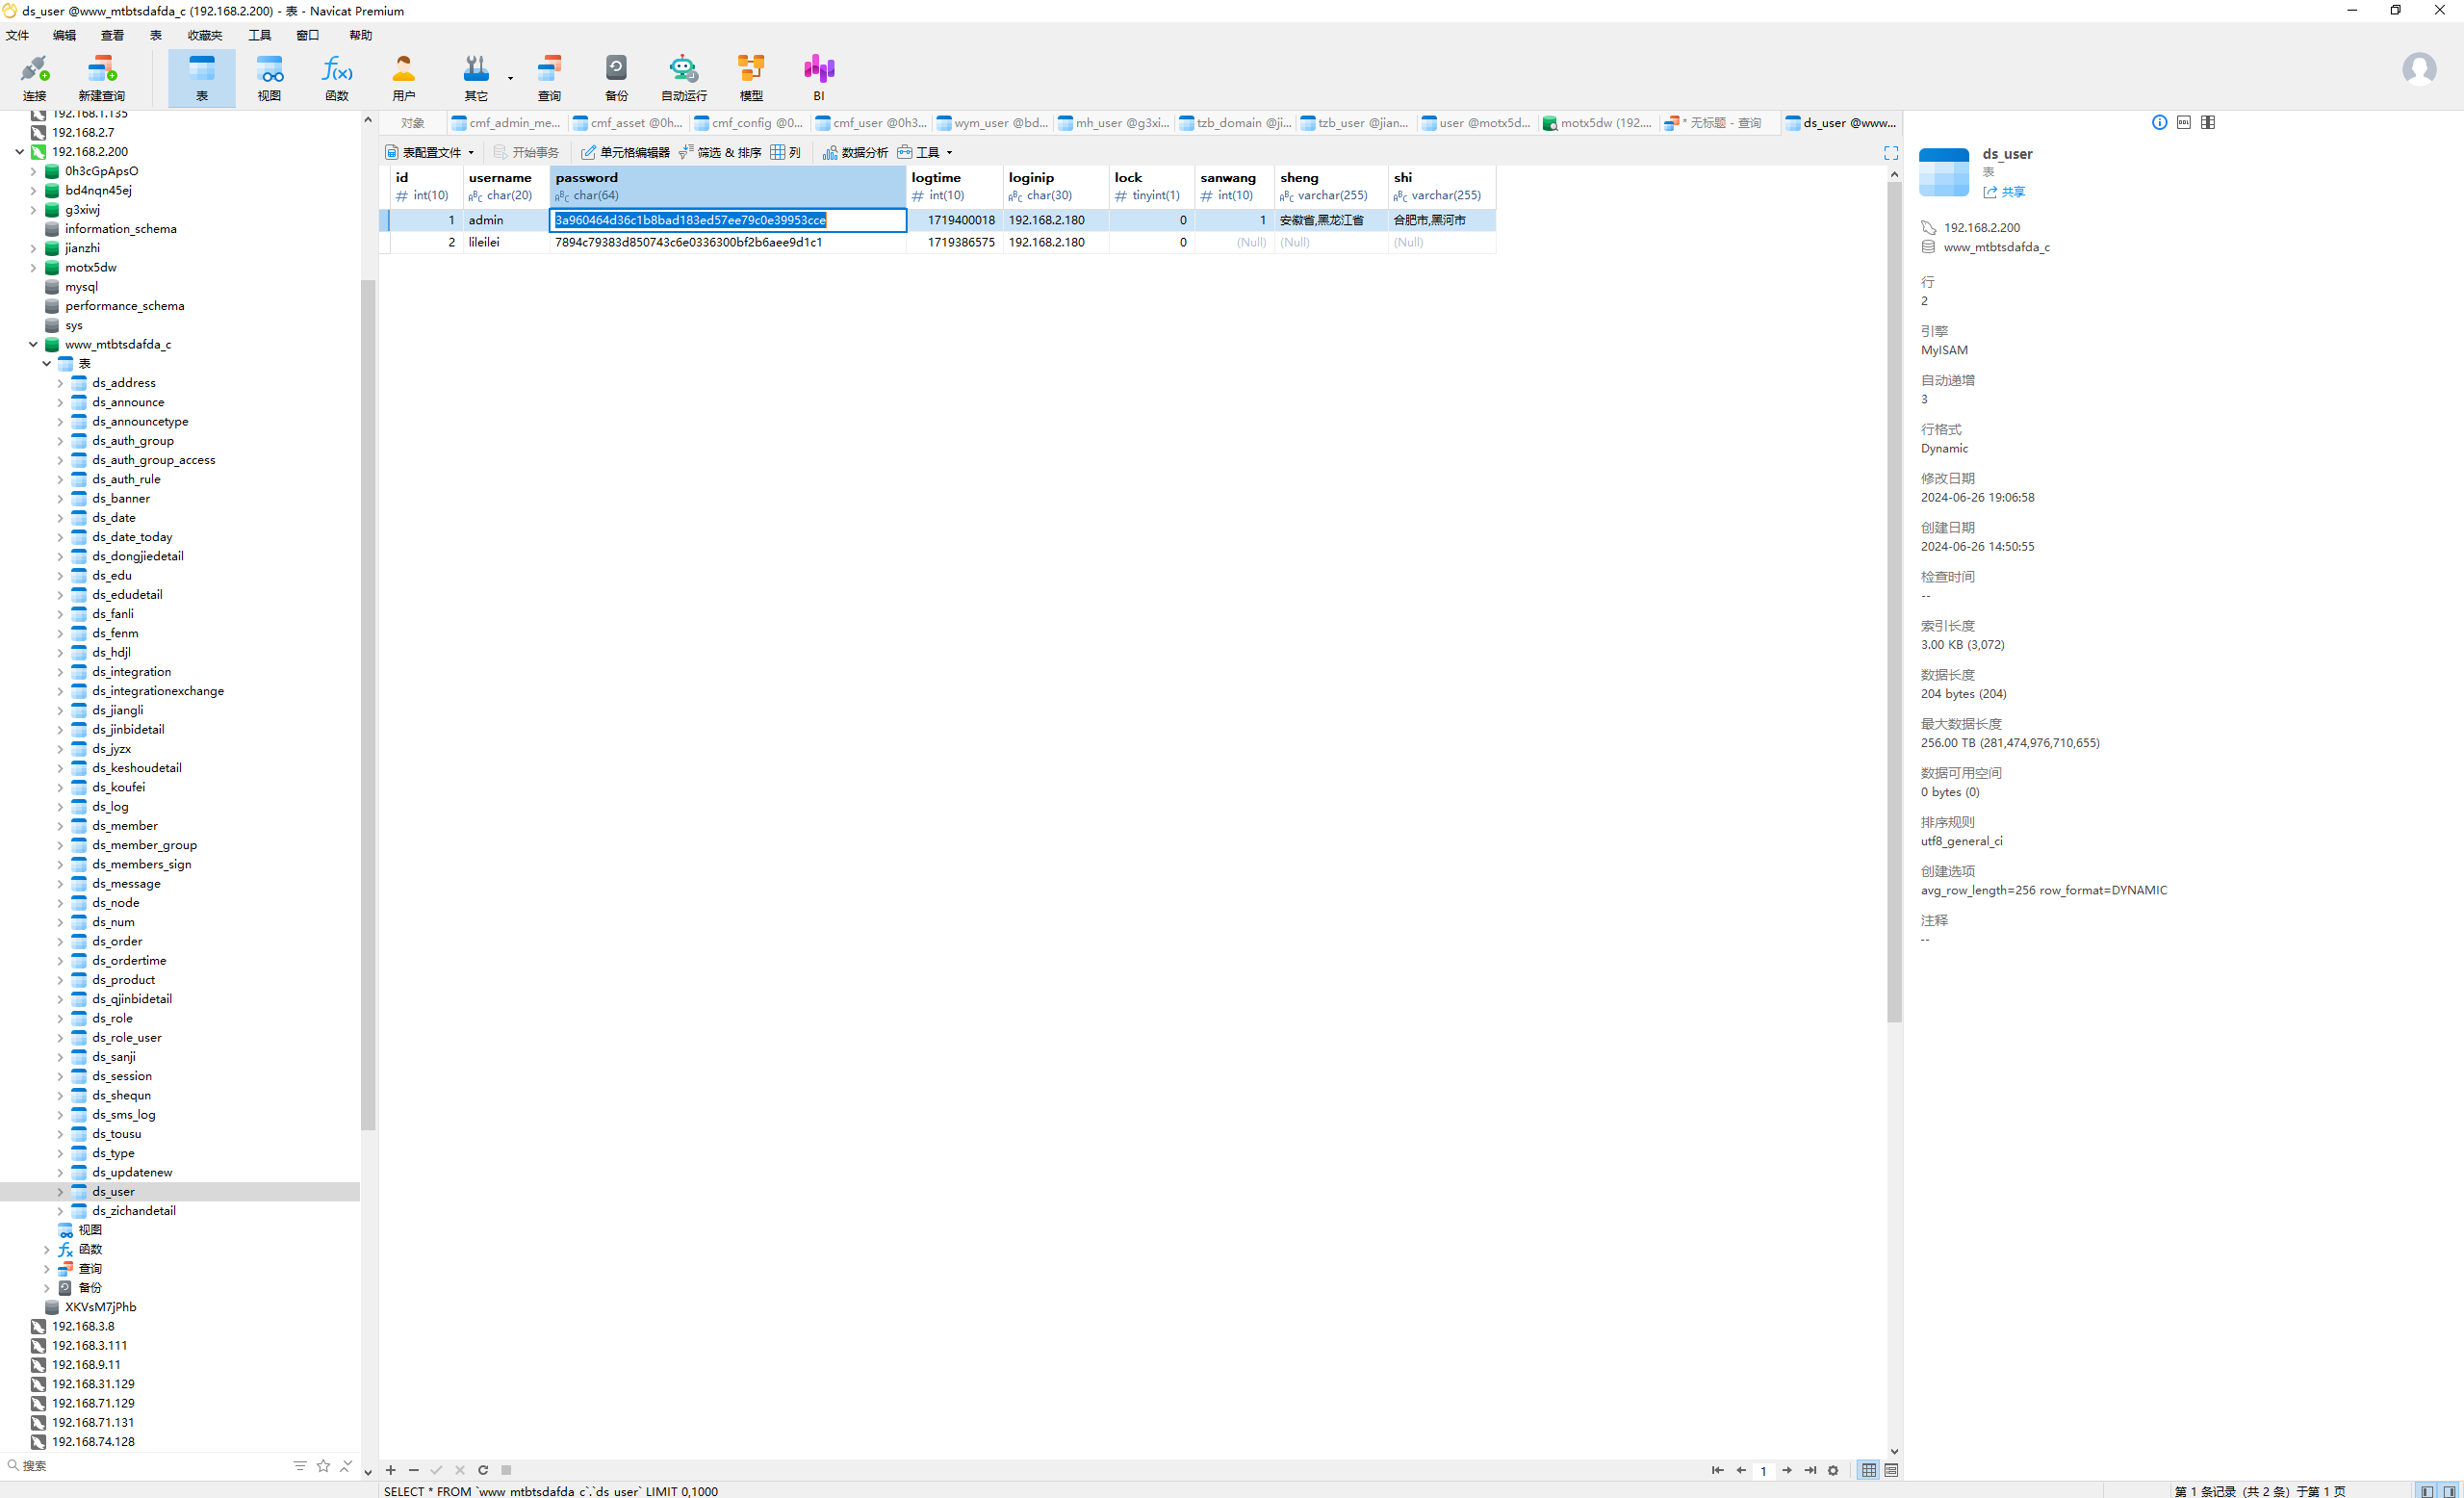 ds_user @www_mtbtsdafda_c (192.168.2.200) - 表 - Navicat Premium
文件 编辑 查看 表 收藏夹 工具 窗口 帮助
连接 新建查询 表 视图 函数 用户 其它 查询 备份 自动运行 模型 BI
192.168.1.135
192.168.2.7
192.168.2.200
0h3cGpApsO
bd4nqn45ej
g3xiwj
information_schema
jianzhi
motx5dw
mysql
performance_schema
sys
www_mtbtsdafda_c
表
ds_address
ds_announce
ds_announcetype
ds_auth_group
ds_auth_group_access
ds_auth_rule
ds_banner
ds_date
ds_date_today
ds_dongjiedetail
ds_edu
ds_edudetail
ds_fanli
ds_fenm
ds_hdjl
ds_integration
ds_integrationexchange
ds_jiangli
ds_jinbidetail
ds_jyzx
ds_keshoudetail
ds_koufei
ds_log
ds_member
ds_member_group
ds_members_sign
ds_message
ds_node
ds_num
ds_order
ds_ordertime
ds_product
ds_qjinbidetail
ds_role
ds_role_user
ds_sanji
ds_session
ds_shequn
ds_sms_log
ds_tousu
ds_type
ds_updatenew
ds_user
ds_zichandetail
视图
函数
查询
备份
XKVsM7jPhb
192.168.3.8
192.168.3.111
192.168.9.11
192.168.31.129
192.168.71.129
192.168.71.131
192.168.74.128
搜索
对象 cmf_admin_me... cmf_asset @0h... cmf_config @0... cmf_user @0h3... wym_user @bd... mh_user @g3xi... tzb_domain @ji... tzb_user @jian... user @motx5d... motx5dw (192.... * 无标题 - 查询 ds_user @www...
表配置文件 开始事务 单元格编辑器 筛选 & 排序 列 数据分析 工具
id username password logtime loginip lock sanwang sheng shi
# int(10) ABC char(20) ABC char(64) # int(10) ABC char(30) # tinyint(1) # int(10) ABC varchar(255) ABC varchar(255)
1 admin 3a960464d36c1b8bad183ed57ee79c0e39953cce 1719400018 192.168.2.180 0 1 安徽省,黑龙江省 合肥市,黑河市
2 lileilei 7894c79383d850743c6e0336300bf2b6aee9d1c1 1719386575 192.168.2.180 0 (Null) (Null) (Null)
ds_user
表
共享
192.168.2.200
www_mtbtsdafda_c
行
2
引擎
MyISAM
自动递增
3
行格式
Dynamic
修改日期
2024-06-26 19:06:58
创建日期
2024-06-26 14:50:55
检查时间
--
索引长度
3.00 KB (3,072)
数据长度
204 bytes (204)
最大数据长度
256.00 TB (281,474,976,710,655)
数据可用空间
0 bytes (0)
排序规则
utf8_general_ci
创建选项
avg_row_length=256 row_format=DYNAMIC
注释
--
1
SELECT * FROM `www_mtbtsdafda_c`.`ds_user` LIMIT 0,1000
第 1 条记录 (共 2 条) 于第 1 页